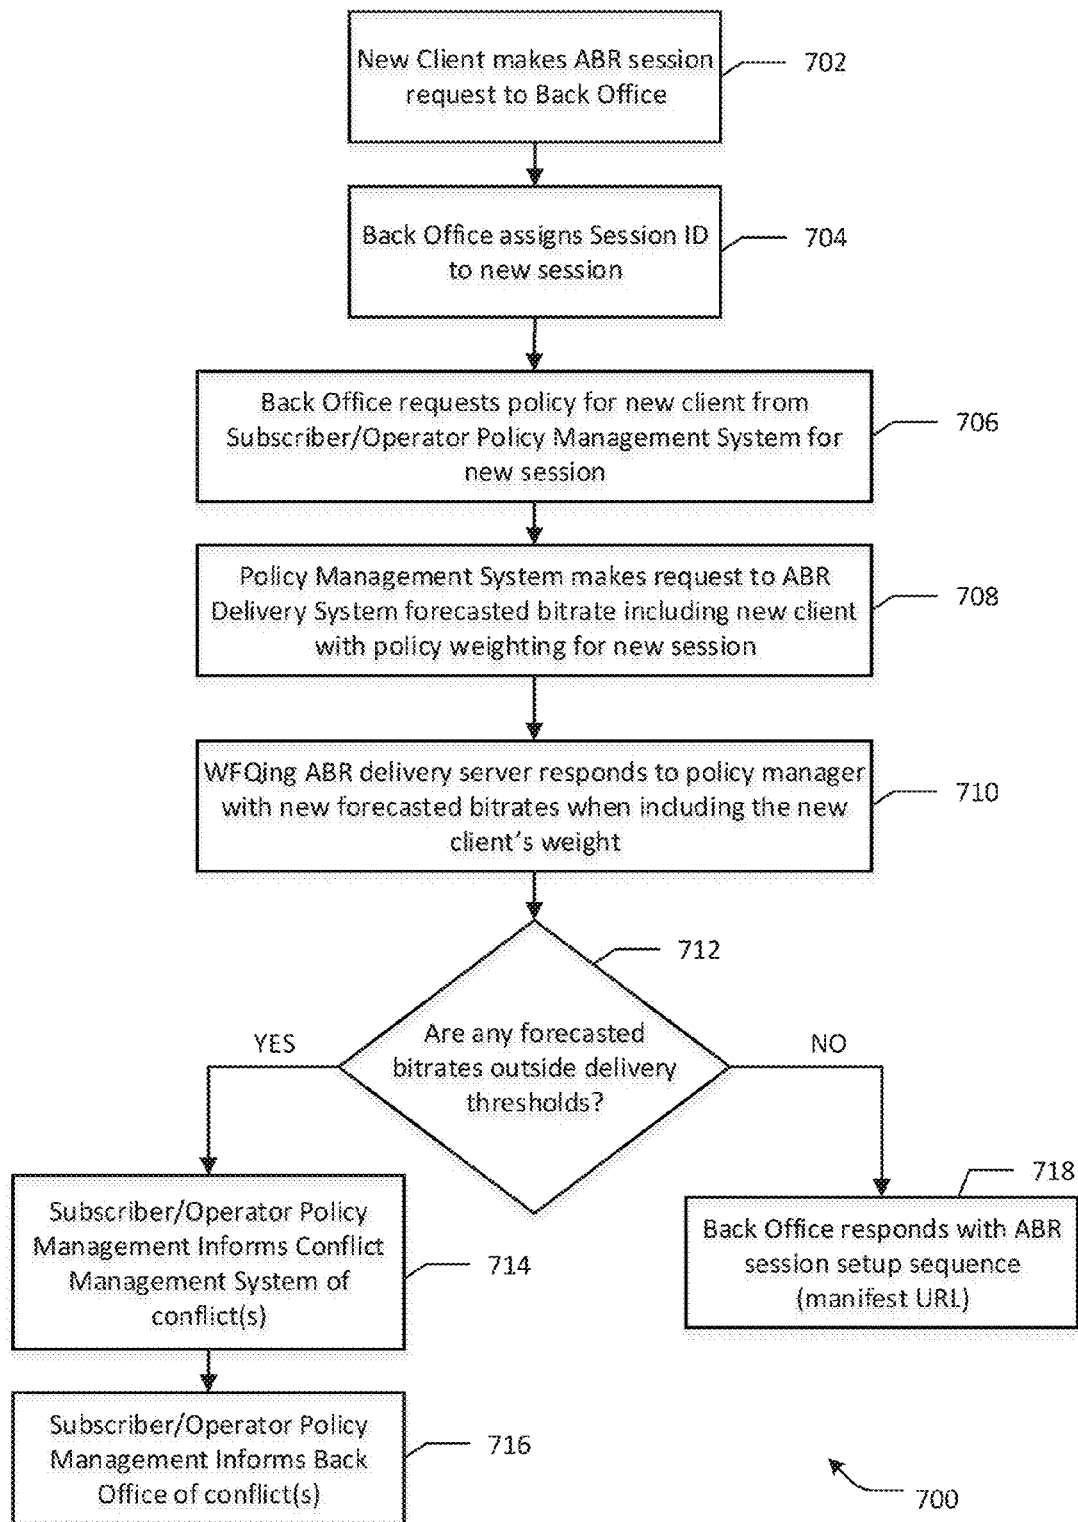 New Client makes ABR session
request to Back Office
702
Back Office assigns Session ID
to new session
704
Back Office requests policy for new client from
Subscriber/Operator Policy Management System for
new session
706
Policy Management System makes request to ABR
Delivery System forecasted bitrate including new client
with policy weighting for new session
708
WFQing ABR delivery server responds to policy manager
with new forecasted bitrates when including the new
client's weight
710
712
Are any forecasted
bitrates outside delivery
thresholds?
YES
NO
Subscriber/Operator Policy
Management Informs Conflict
Management System of
conflict(s)
714
718
Back Office responds with ABR
session setup sequence
(manifest URL)
Subscriber/Operator Policy
Management Informs Back
Office of conflict(s)
716
700